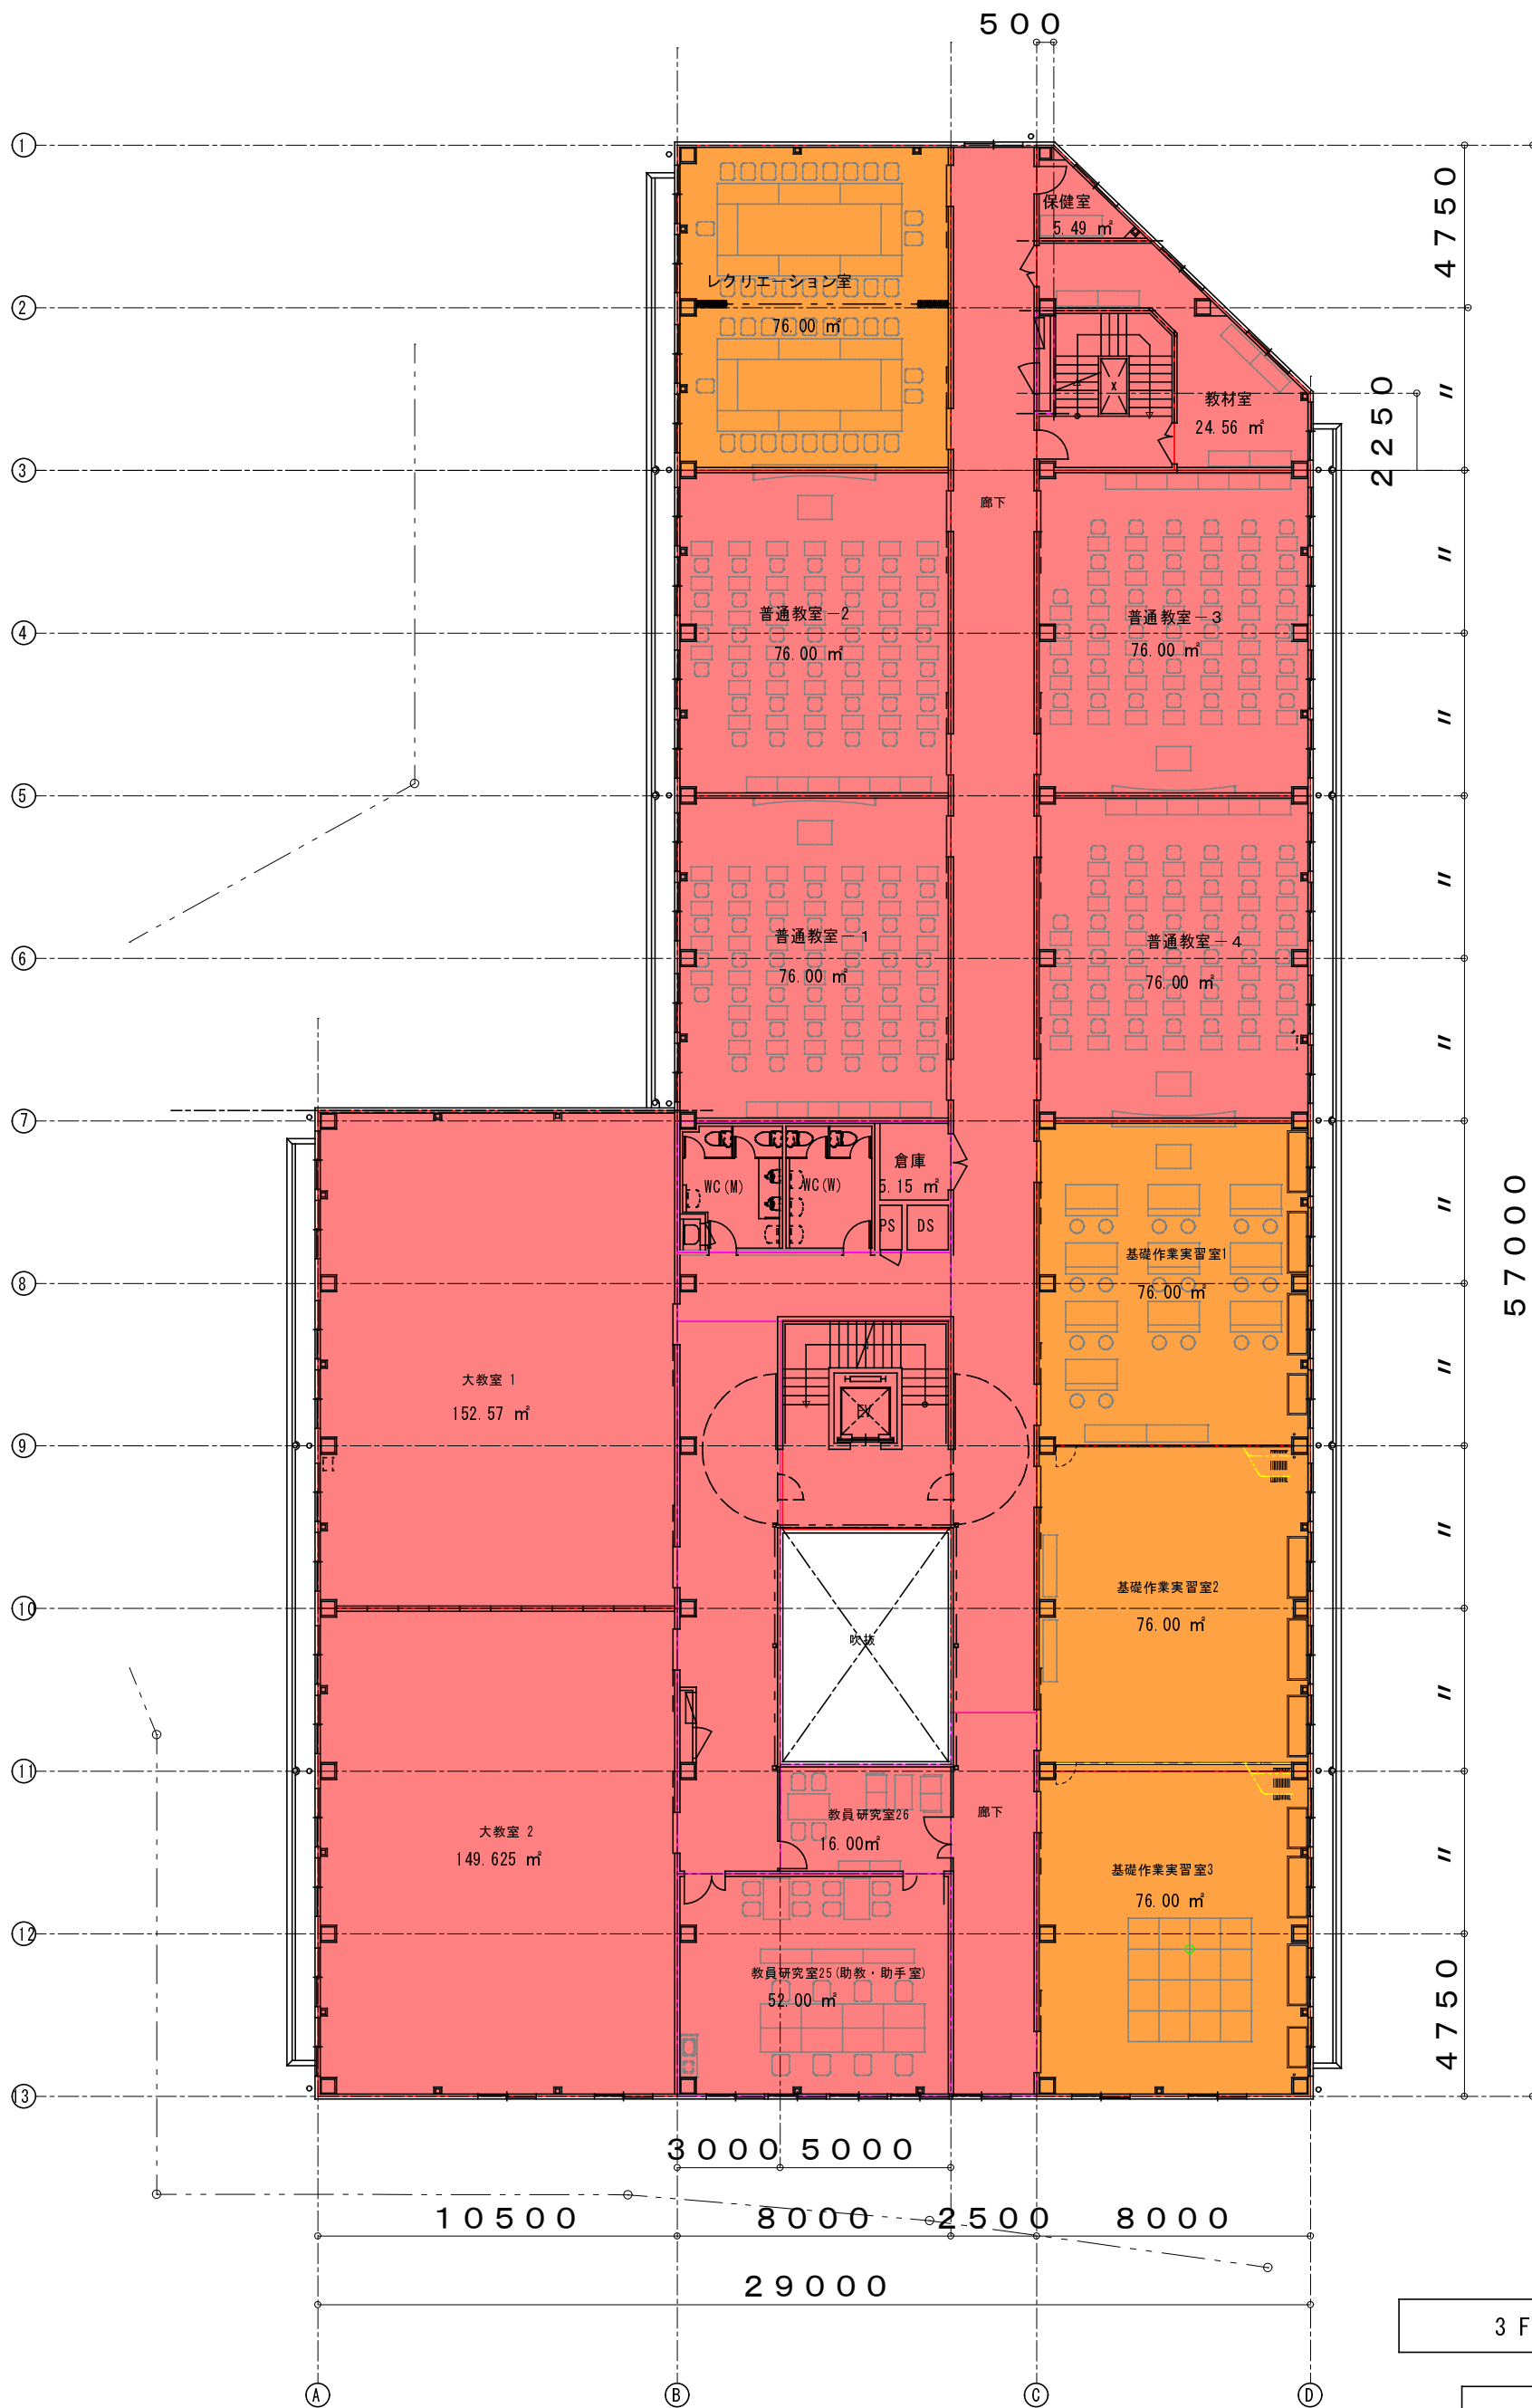 500
①
4750
保健室
5.49 ㎡
レクリエーション室
②
76.00 ㎡
〃
2250
教材室
24.56 ㎡
X
③
廊下
〃
普通教室－2
普通教室－3
④
76.00 ㎡
76.00 ㎡
〃
⑤
〃
普通教室－1
普通教室－4
⑥
76.00 ㎡
76.00 ㎡
〃
⑦
倉庫
WC(M)
WC(W)
5.15 ㎡
57000
〃
PS
DS
基礎作業実習室1
⑧
76.00 ㎡
〃
大教室 1
152.57 ㎡
EV
⑨
〃
基礎作業実習室2
⑩
76.00 ㎡
吹抜
〃
⑪
教員研究室26
廊下
大教室 2
16.00㎡
149.625 ㎡
〃
基礎作業実習室3
76.00 ㎡
⑫
教員研究室25(助教・助手室)
52.00 ㎡
4750
⑬
3000
5000
10500
8000
2500
8000
29000
3 F
Ⓐ
Ⓑ
Ⓒ
Ⓓ